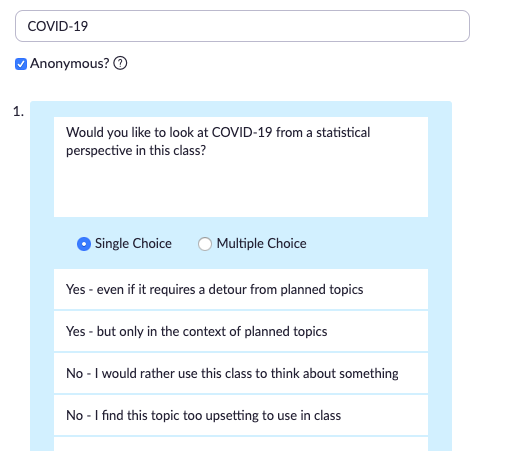 COVID-19
Anonymous? ?
1.
Would you like to look at COVID-19 from a statistical
perspective in this class?
Single Choice Multiple Choice
Yes - even if it requires a detour from planned topics
Yes - but only in the context of planned topics
No - I would rather use this class to think about something
No - I find this topic too upsetting to use in class